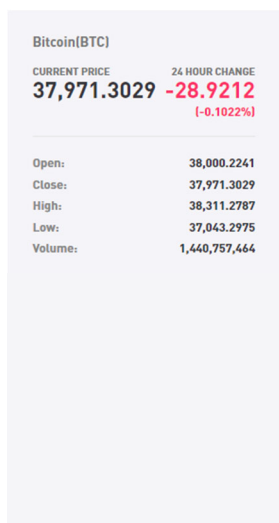 Bitcoin(BTC)
CURRENT PRICE 24 HOUR CHANGE
37,971.3029 -28.9212
(-0.1022%)
Open: 38,000.2241
Close: 37,971.3029
High: 38,311.2787
Low: 37,043.2975
Volume: 1,440,757,464